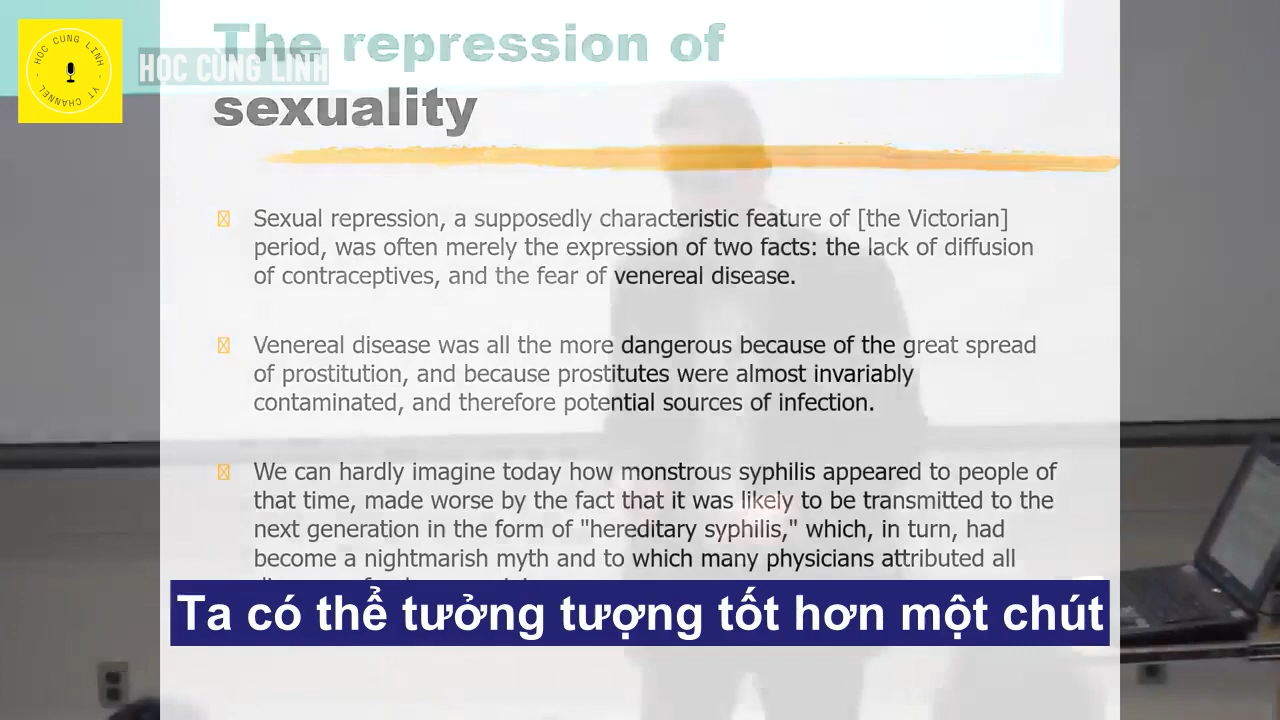 The repression of
HỌC CÙNG LINH
HOC CUNG LINH - YT CHANNEL -
sexuality
Sexual repression, a supposedly characteristic feature of [the Victorian]
period, was often merely the expression of two facts: the lack of diffusion
of contraceptives, and the fear of venereal disease.
Venereal disease was all the more dangerous because of the great spread
of prostitution, and because prostitutes were almost invariably
contaminated, and therefore potential sources of infection.
We can hardly imagine today how monstrous syphilis appeared to people of
that time, made worse by the fact that it was likely to be transmitted to the
next generation in the form of "hereditary syphilis," which, in turn, had
become a nightmarish myth and to which many physicians attributed all
Ta có thể tưởng tượng tốt hơn một chút